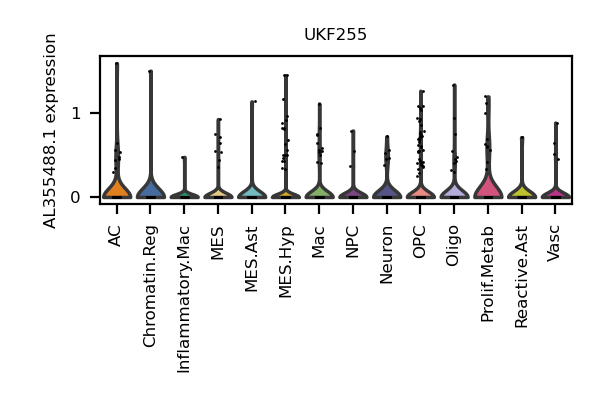 UKF255
AL355488.1 expression
1
0
AC
Chromatin.Reg
Inflammatory.Mac
MES
MES.Ast
MES.Hyp
Mac
NPC
Neuron
OPC
Oligo
Prolif.Metab
Reactive.Ast
Vasc